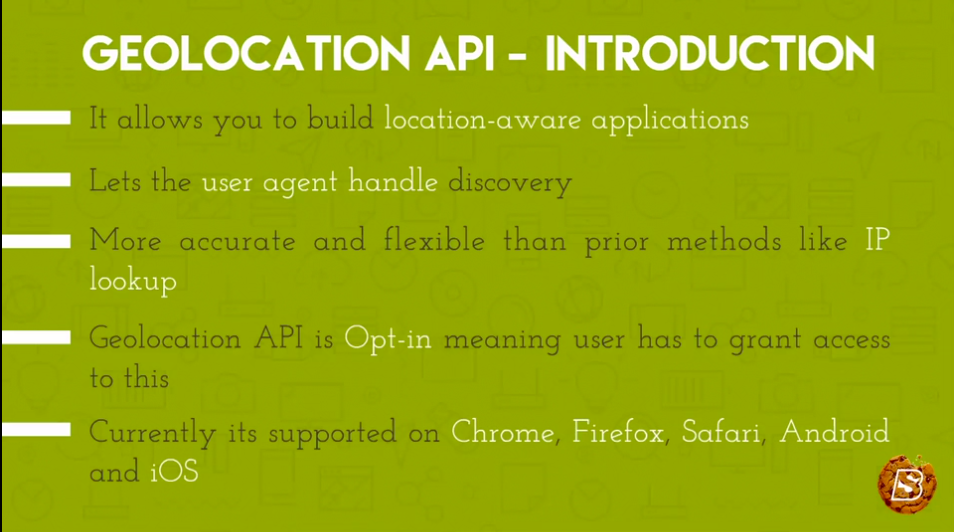 GEOLOCATION API - INTRODUCTION
It allows you to build location-aware applications
Lets the user agent handle discovery
More accurate and flexible than prior methods like IP
lookup
Geolocation API is Opt-in meaning user has to grant access
to this
Currently its supported on Chrome, Firefox, Safari, Android
and iOS
B